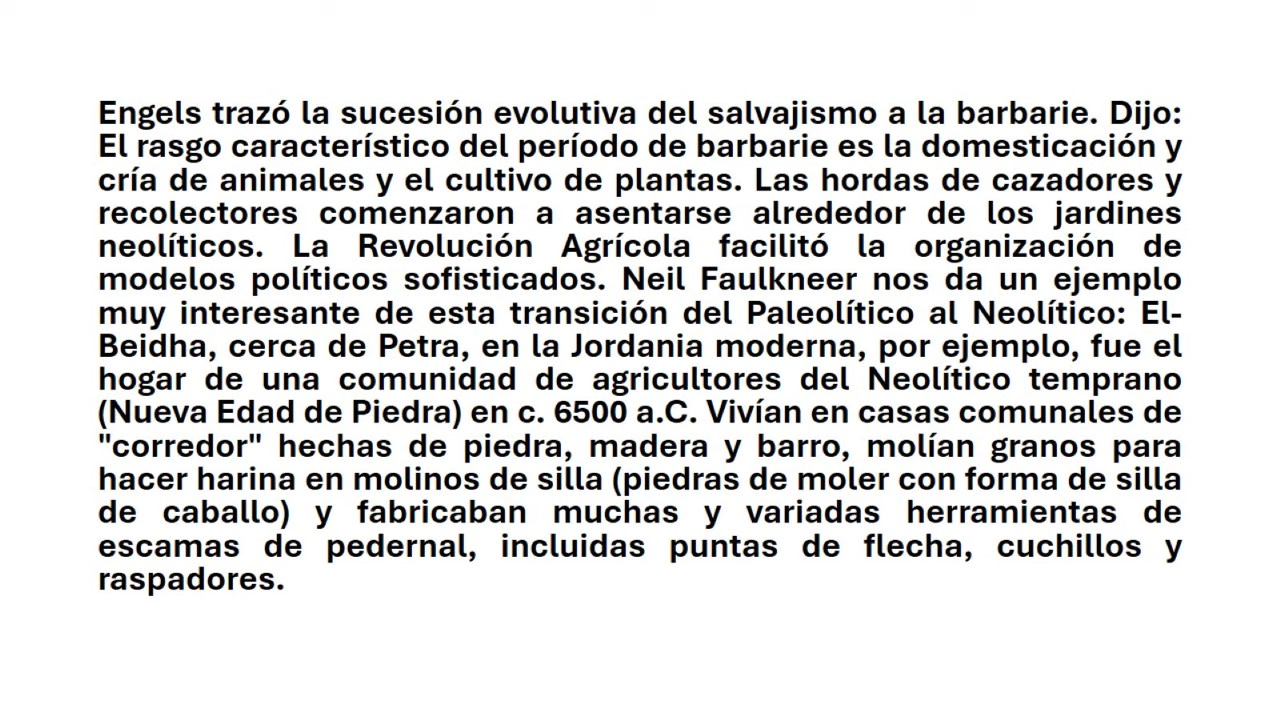 Engels trazó la sucesión evolutiva del salvajismo a la barbarie. Dijo:
El rasgo característico del período de barbarie es la domesticación y
cría de animales y el cultivo de plantas. Las hordas de cazadores y
recolectores comenzaron a asentarse alrededor de los jardines
neolíticos. La Revolución Agrícola facilitó la organización de
modelos políticos sofisticados. Neil Faulkneer nos da un ejemplo
muy interesante de esta transición del Paleolítico al Neolítico: El-
Beidha, cerca de Petra, en la Jordania moderna, por ejemplo, fue el
hogar de una comunidad de agricultores del Neolítico temprano
(Nueva Edad de Piedra) en c. 6500 a.C. Vivían en casas comunales de
"corredor" hechas de piedra, madera y barro, molían granos para
hacer harina en molinos de silla (piedras de moler con forma de silla
de caballo) y fabricaban muchas y variadas herramientas de
escamas de pedernal, incluidas puntas de flecha, cuchillos y
raspadores.